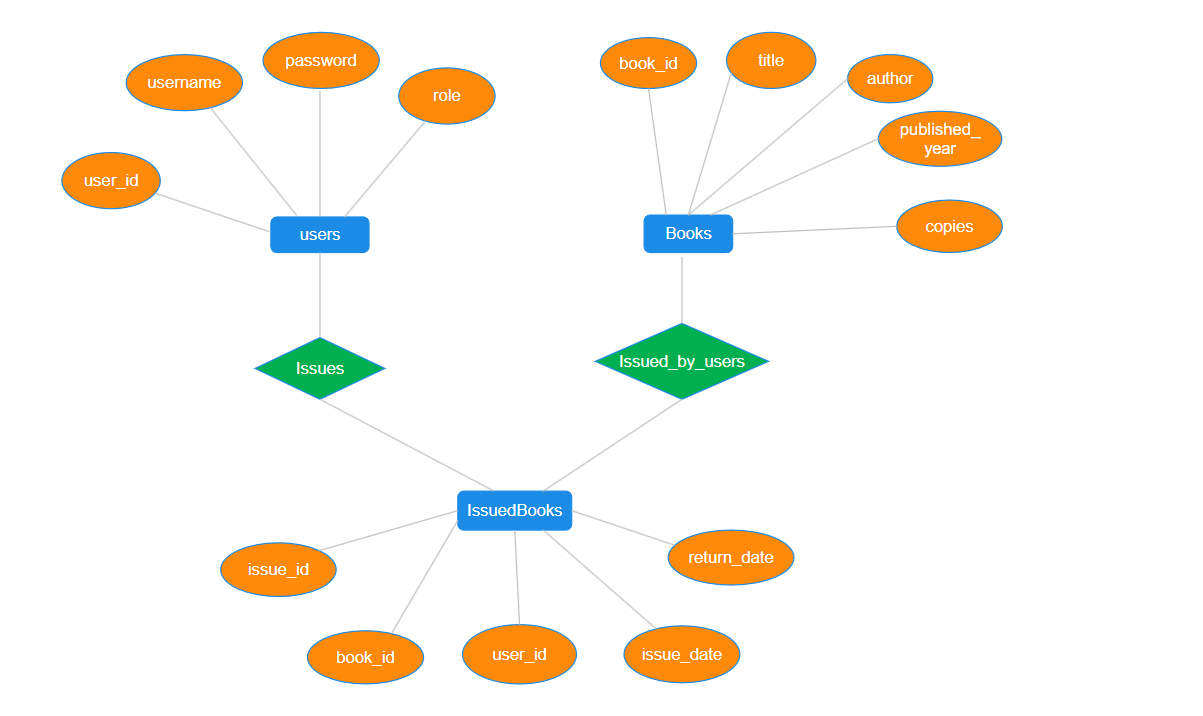 password
username
role
user_id
users
book_id
title
author
published_
year
copies
Books
Issues
Issued_by_users
IssuedBooks
issue_id
book_id
user_id
issue_date
return_date